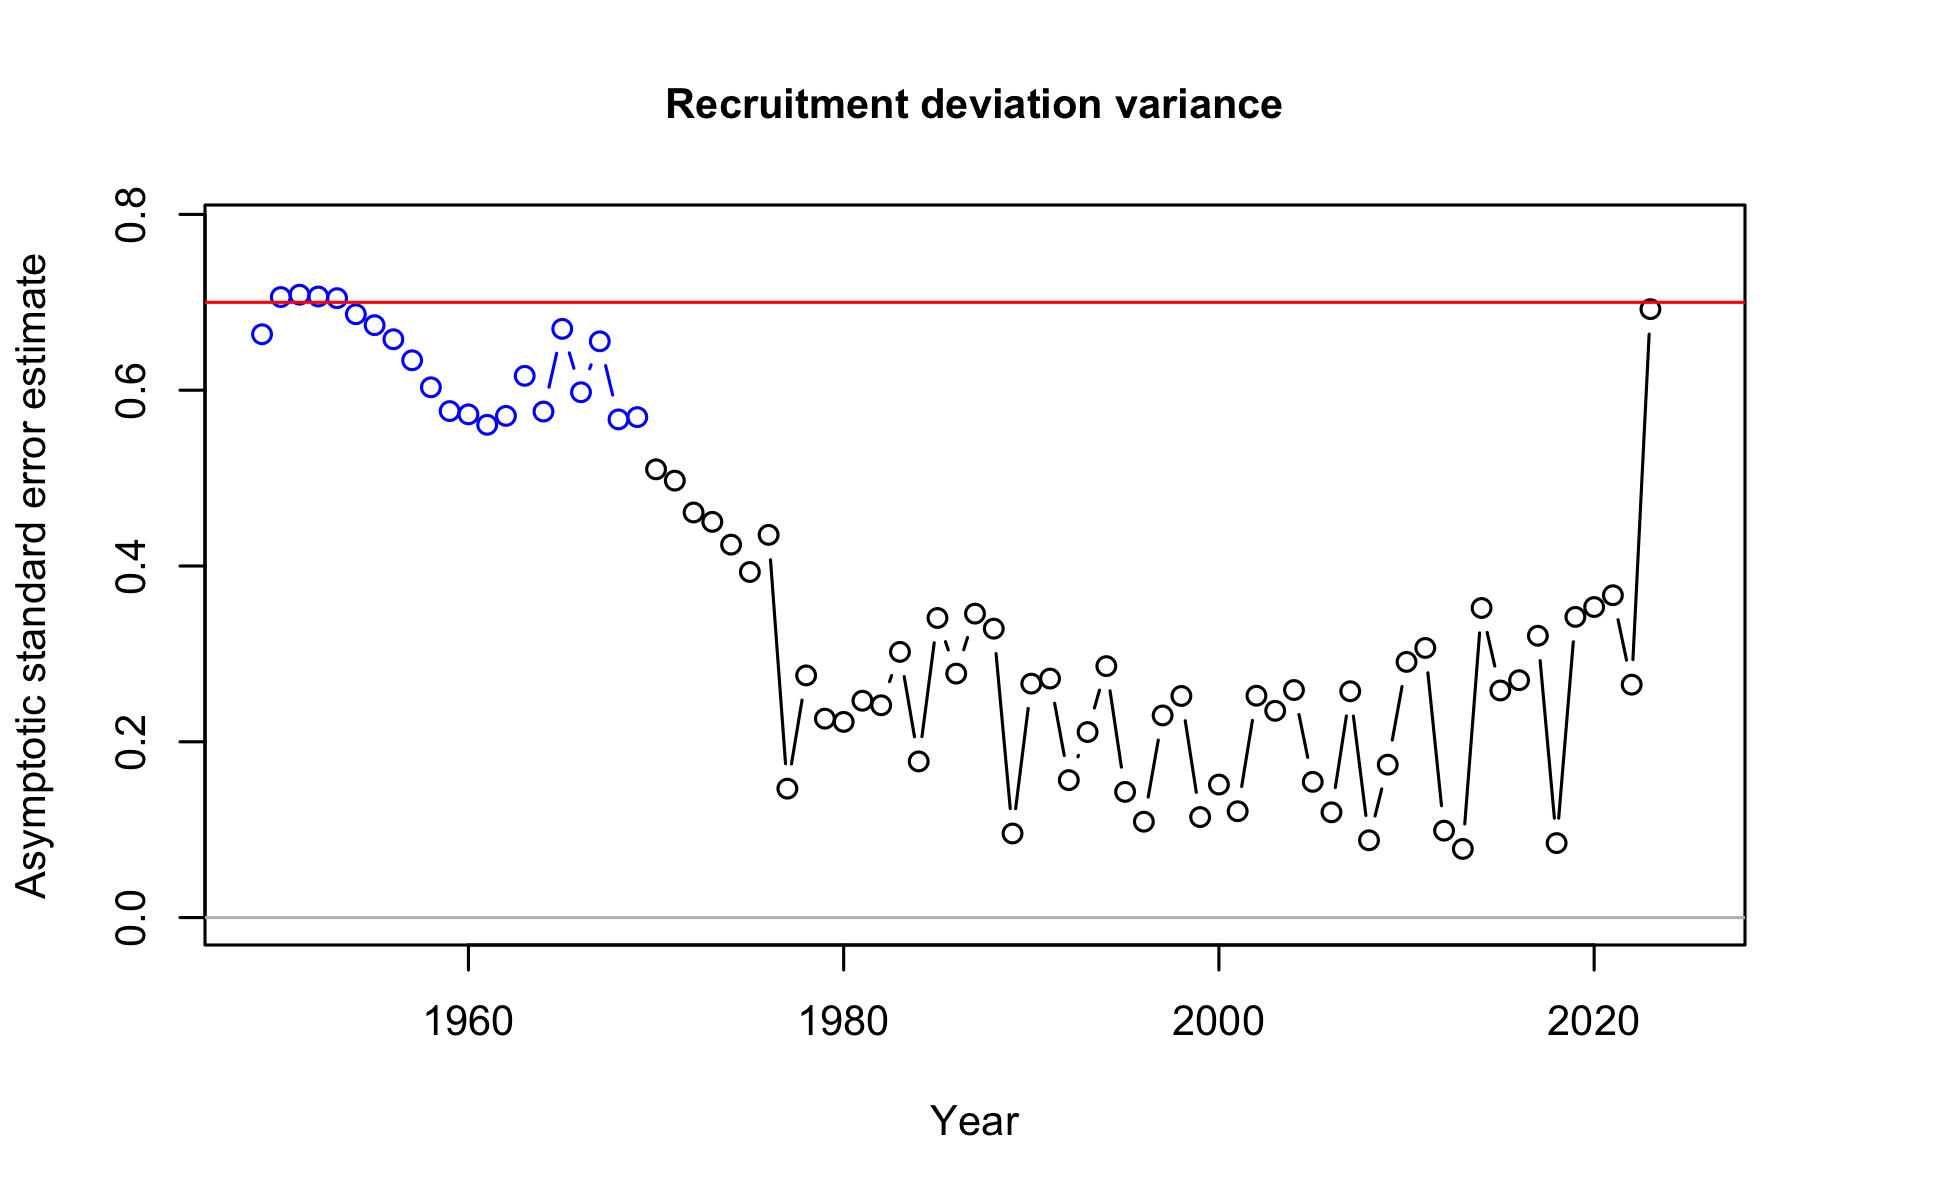 Recruitment deviation variance
Asymptotic standard error estimate
0.8
0.6
0.4
0.2
0.0
1960 1980 2000 2020
Year